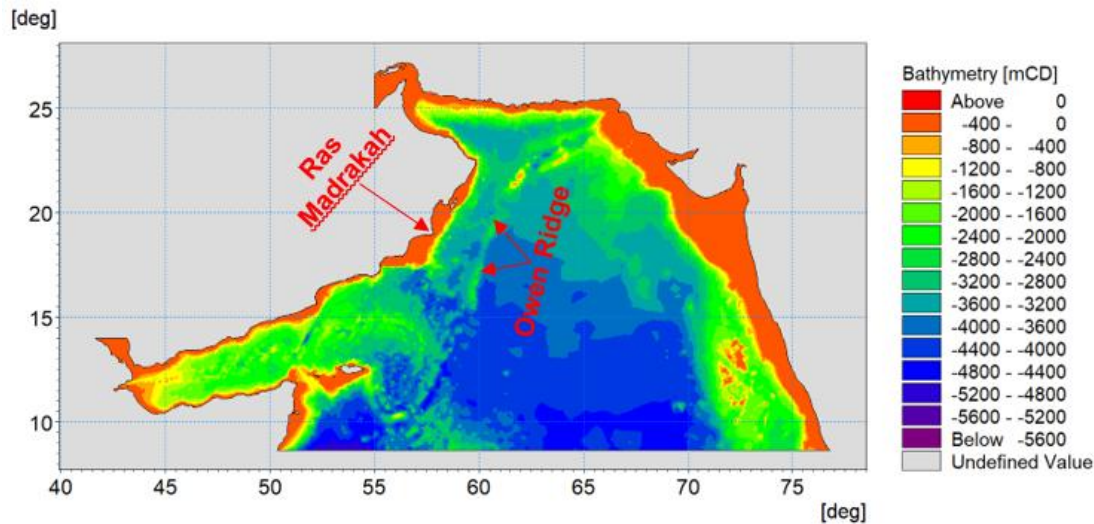 [deg]
25
20
15
10
40 45 50 55 60 65 70 75
[deg]
Ras
Madrakah
Owen Ridge
Bathymetry [mCD]
Above 0
-400 - 0
-800 - -400
-1200 - -800
-1600 - -1200
-2000 - -1600
-2400 - -2000
-2800 - -2400
-3200 - -2800
-3600 - -3200
-4000 - -3600
-4400 - -4000
-4800 - -4400
-5200 - -4800
-5600 - -5200
Below -5600
Undefined Value